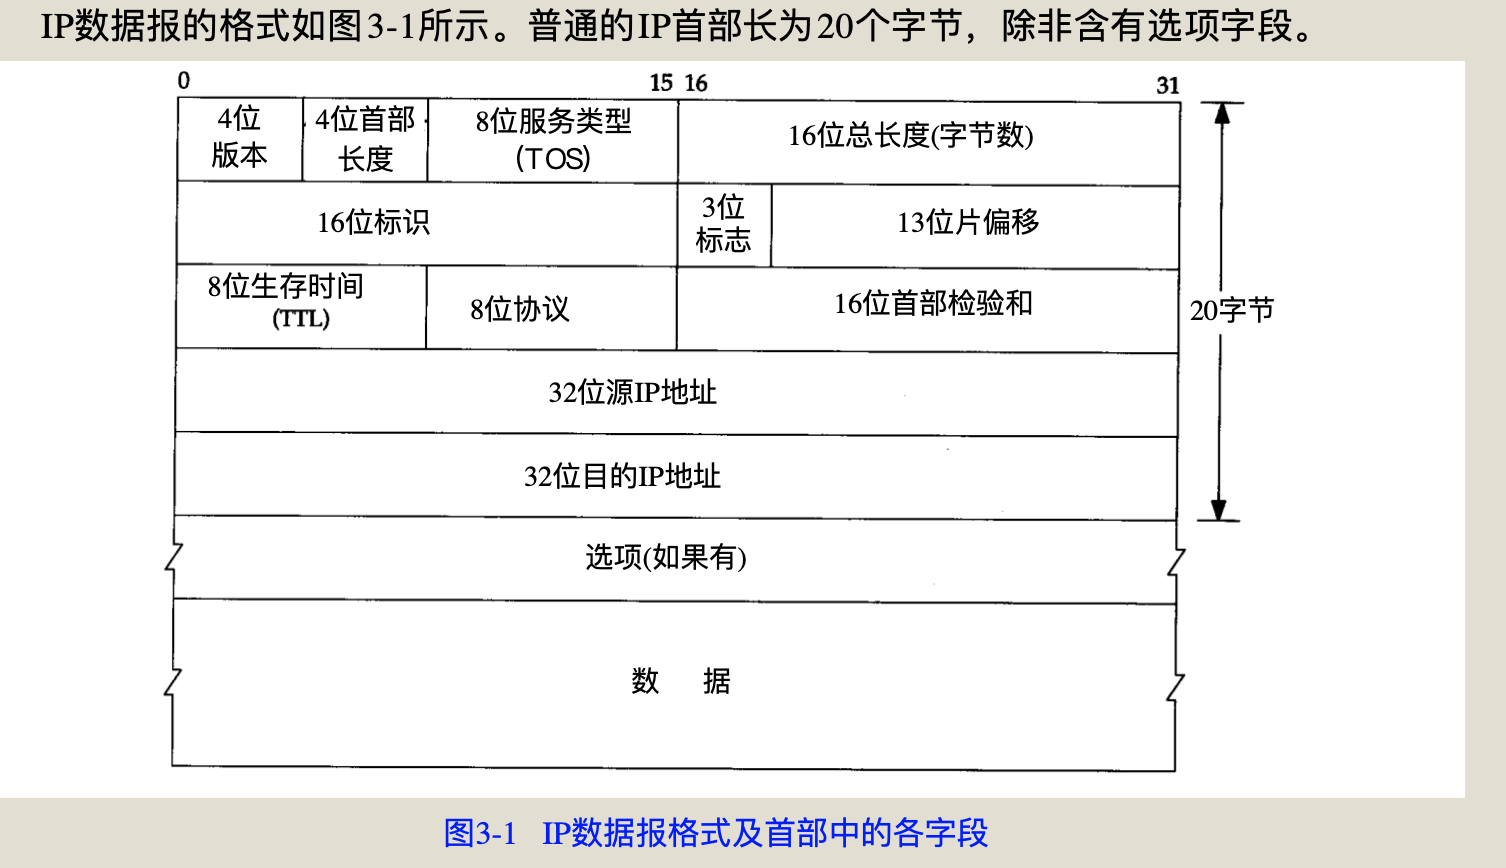 IP数据报的格式如图3-1所示。普通的IP首部长为20个字节，除非含有选项字段。
0 15 16 31
4位
版本
4位首部
长度
8位服务类型
(TOS)
16位总长度(字节数)
16位标识
3位
标志
13位片偏移
8位生存时间
(TTL)
8位协议
16位首部检验和
20字节
32位源IP地址
32位目的IP地址
选项(如果有)
数 据
图3-1 IP数据报格式及首部中的各字段